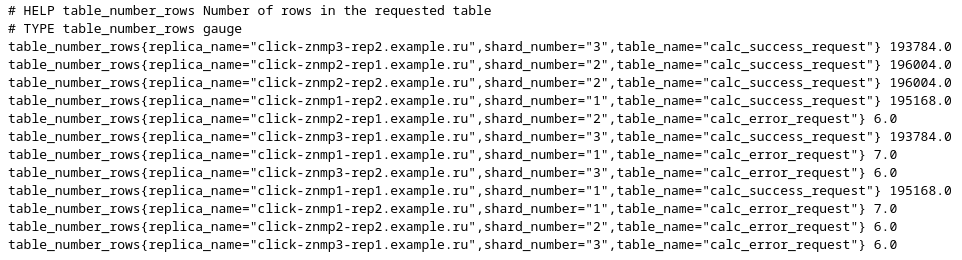 # HELP table_number_rows Number of rows in the requested table
# TYPE table_number_rows gauge
table_number_rows{replica_name="click-znmp3-rep2.example.ru",shard_number="3",table_name="calc_success_request"} 193784.0
table_number_rows{replica_name="click-znmp2-rep1.example.ru",shard_number="2",table_name="calc_success_request"} 196004.0
table_number_rows{replica_name="click-znmp2-rep2.example.ru",shard_number="2",table_name="calc_success_request"} 196004.0
table_number_rows{replica_name="click-znmp1-rep2.example.ru",shard_number="1",table_name="calc_success_request"} 195168.0
table_number_rows{replica_name="click-znmp2-rep1.example.ru",shard_number="2",table_name="calc_error_request"} 6.0
table_number_rows{replica_name="click-znmp3-rep1.example.ru",shard_number="3",table_name="calc_success_request"} 193784.0
table_number_rows{replica_name="click-znmp1-rep1.example.ru",shard_number="1",table_name="calc_error_request"} 7.0
table_number_rows{replica_name="click-znmp3-rep2.example.ru",shard_number="3",table_name="calc_error_request"} 6.0
table_number_rows{replica_name="click-znmp1-rep1.example.ru",shard_number="1",table_name="calc_success_request"} 195168.0
table_number_rows{replica_name="click-znmp1-rep2.example.ru",shard_number="1",table_name="calc_error_request"} 7.0
table_number_rows{replica_name="click-znmp2-rep2.example.ru",shard_number="2",table_name="calc_error_request"} 6.0
table_number_rows{replica_name="click-znmp3-rep1.example.ru",shard_number="3",table_name="calc_error_request"} 6.0